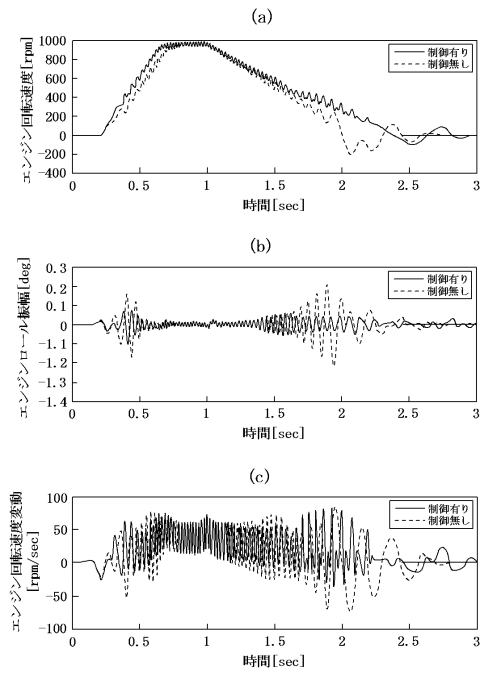 (a)
エンジン回転速度[rpm]
1000
800
600
400
200
0
−200
−400
制御有り
制御無し
0
0.5
1
1.5
2
2.5
3
時間[sec]
(b)
エンジンロール振幅[deg]
0.3
0.2
0.1
0
−1.1
−1.2
−1.3
−1.4
制御有り
制御無し
0
0.5
1
1.5
2
2.5
3
時間[sec]
(c)
エンジン回転速度変動
[rpm/sec]
100
50
0
−50
−100
制御有り
制御無し
0
0.5
1
1.5
2
2.5
3
時間[sec]